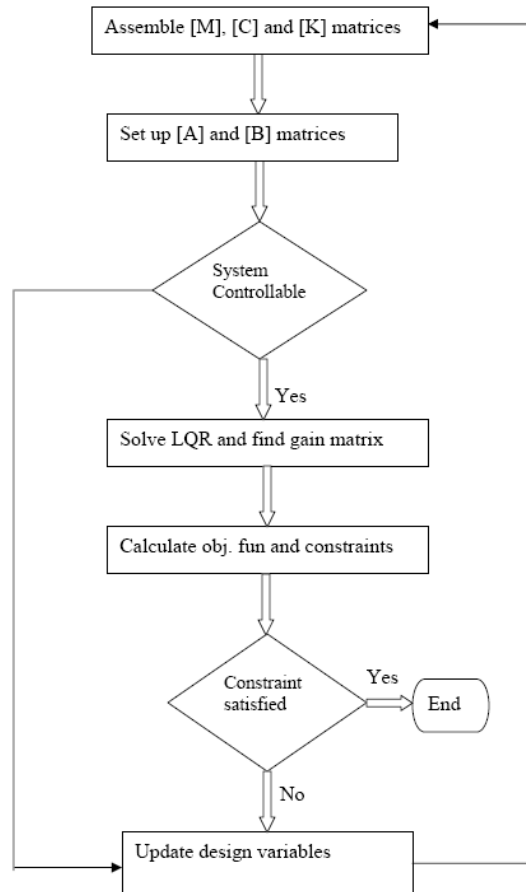 Assemble [M], [C] and [K] matrices
Set up [A] and [B] matrices
System
Controllable
Yes
Solve LQR and find gain matrix
Calculate obj. fun and constraints
Constraint
satisfied
Yes
End
No
Update design variables